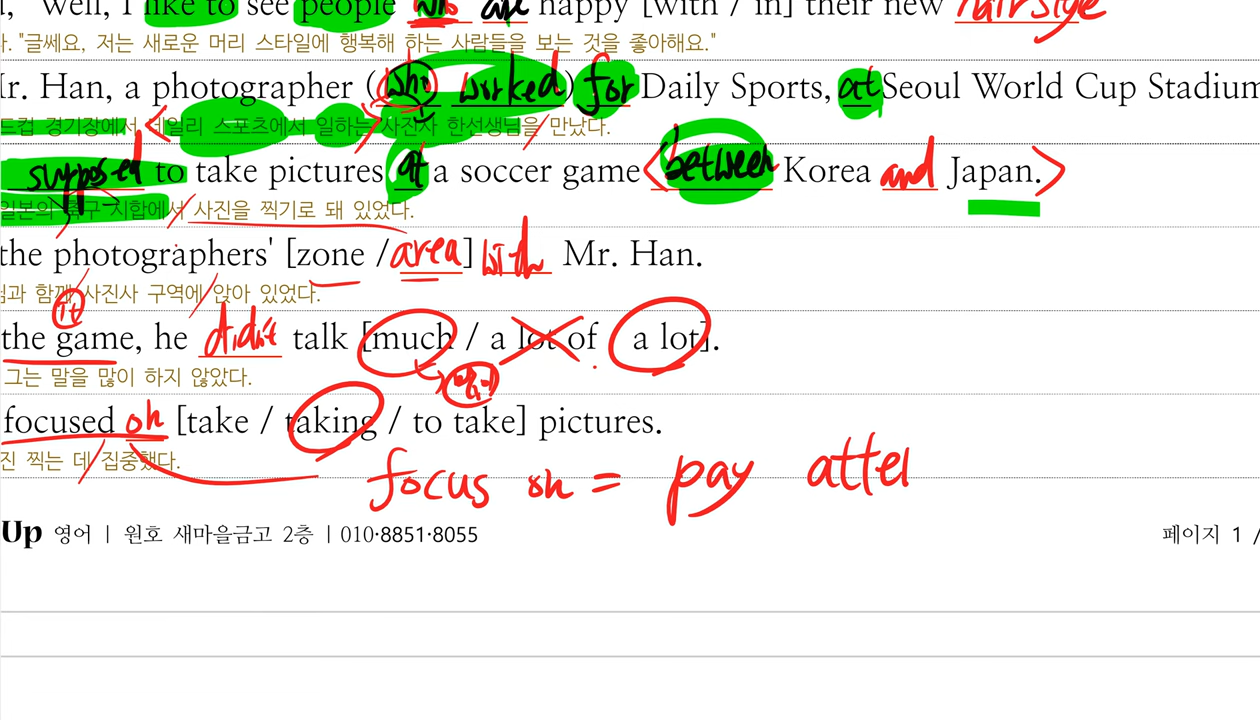 "Well, I like to see people who are happy [with / in] their new hairstyle
"글쎄요, 저는 새로운 머리 스타일에 행복해 하는 사람들을 보는 것을 좋아해요."
Mr. Han, a photographer (who worked) for Daily Sports, at Seoul World Cup Stadium
드컵 경기장에서 <데일리 스포츠에서 일하는> 사진사 한선생님을 만났다.
supposed to take pictures at a soccer game <between Korea and Japan.>
일본의 축구 시합에서 사진을 찍기로 돼 있었다.
the photographers' [zone / area] with Mr. Han.
님과 함께 사진사 구역에 앉아 있었다.
it
the game, he didn't talk [much / a lot of a lot].
그는 말을 많이 하지 않았다.
focused on [take / taking / to take] pictures.
진 찍는 데 집중했다.
focus on = pay atte
Up 영어 | 원호 새마을금고 2층 | 010·8851·8055
페이지 1 /